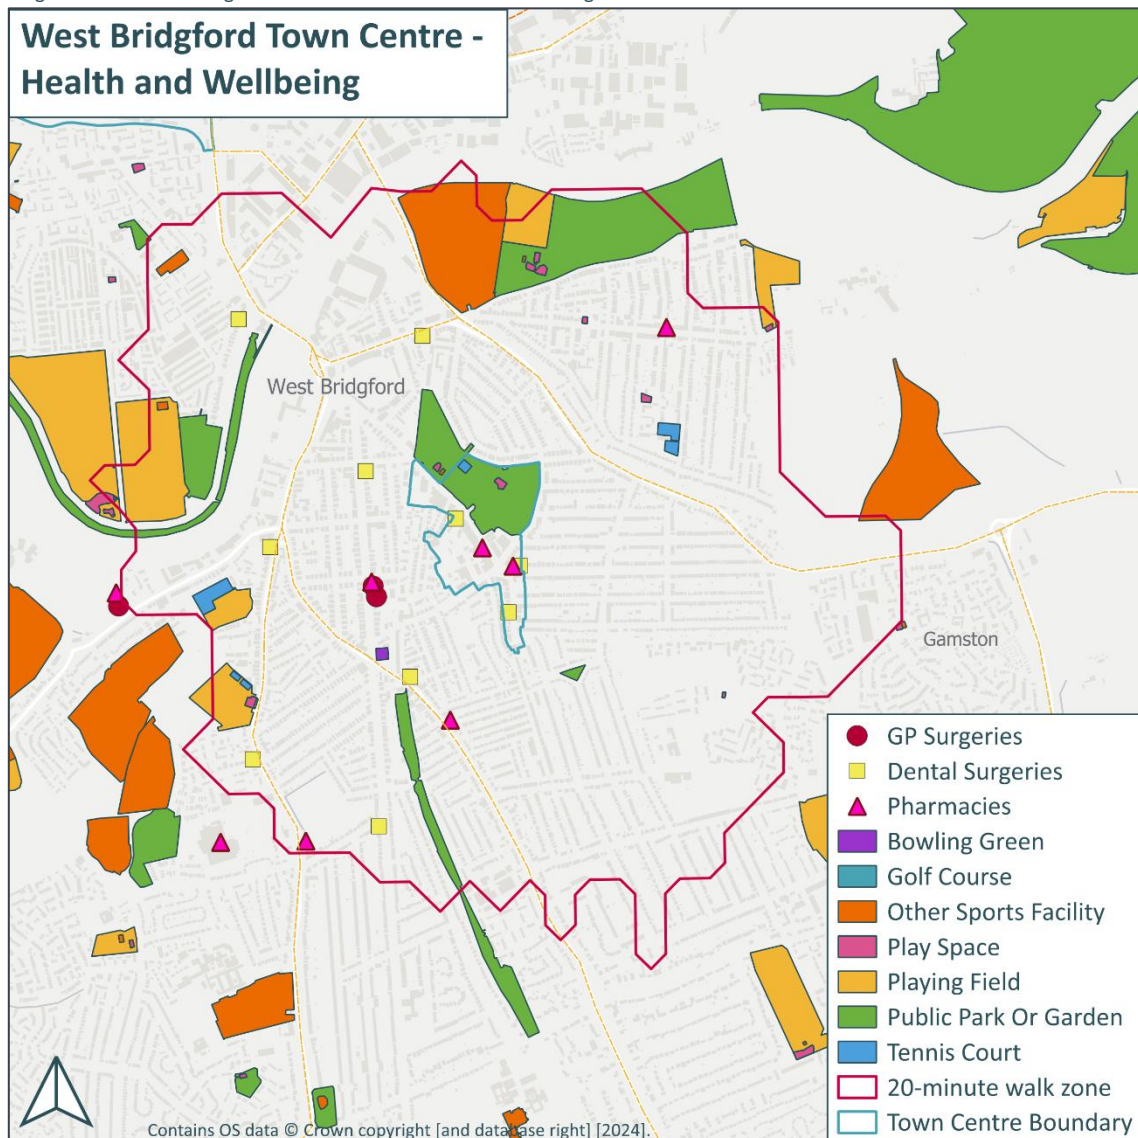 West Bridgford Town Centre -
Health and Wellbeing
West Bridgford
Gamston
GP Surgeries
Dental Surgeries
Pharmacies
Bowling Green
Golf Course
Other Sports Facility
Play Space
Playing Field
Public Park Or Garden
Tennis Court
20-minute walk zone
Town Centre Boundary
Contains OS data © Crown copyright [and database right] [2024].